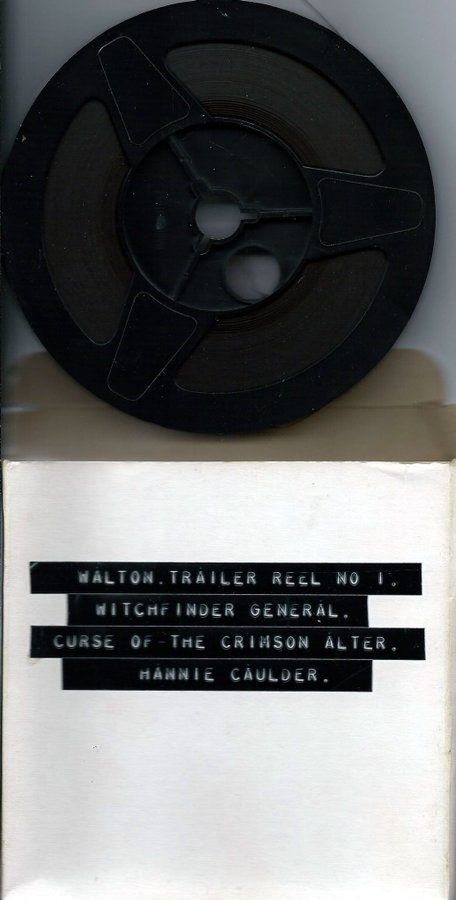 WALTON.TRAILER REEL NO 1.
WITCHFINDER GENERAL.
CURSE OF THE CRIMSON ALTER.
HANNIE CAULDER.